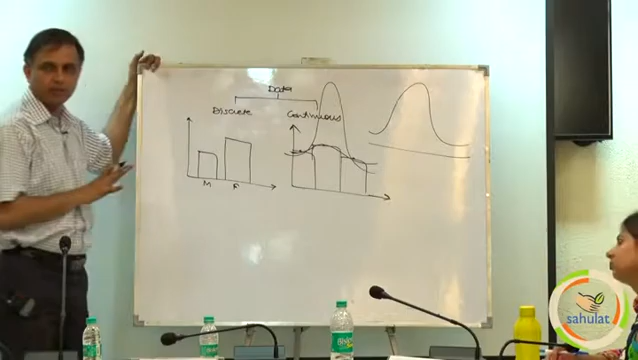 Data
Discrete
Continuous
M
F
sahulat